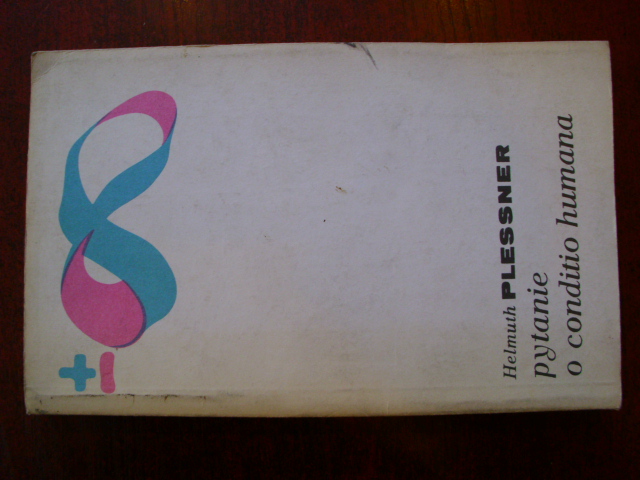 ±
Helmuth PLESSNER
pytanie
o conditio humana